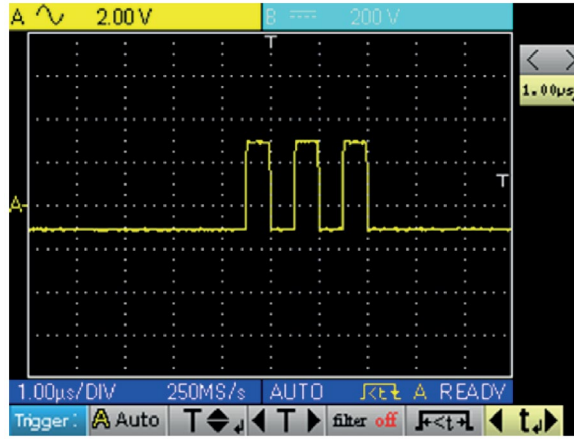 A 2.00 V B 200 V
T
< >
1.00µs
T
A
1.00µs/DIV 250MS/s AUTO <t A READY
Trigger: A Auto T T filter off <t→ t